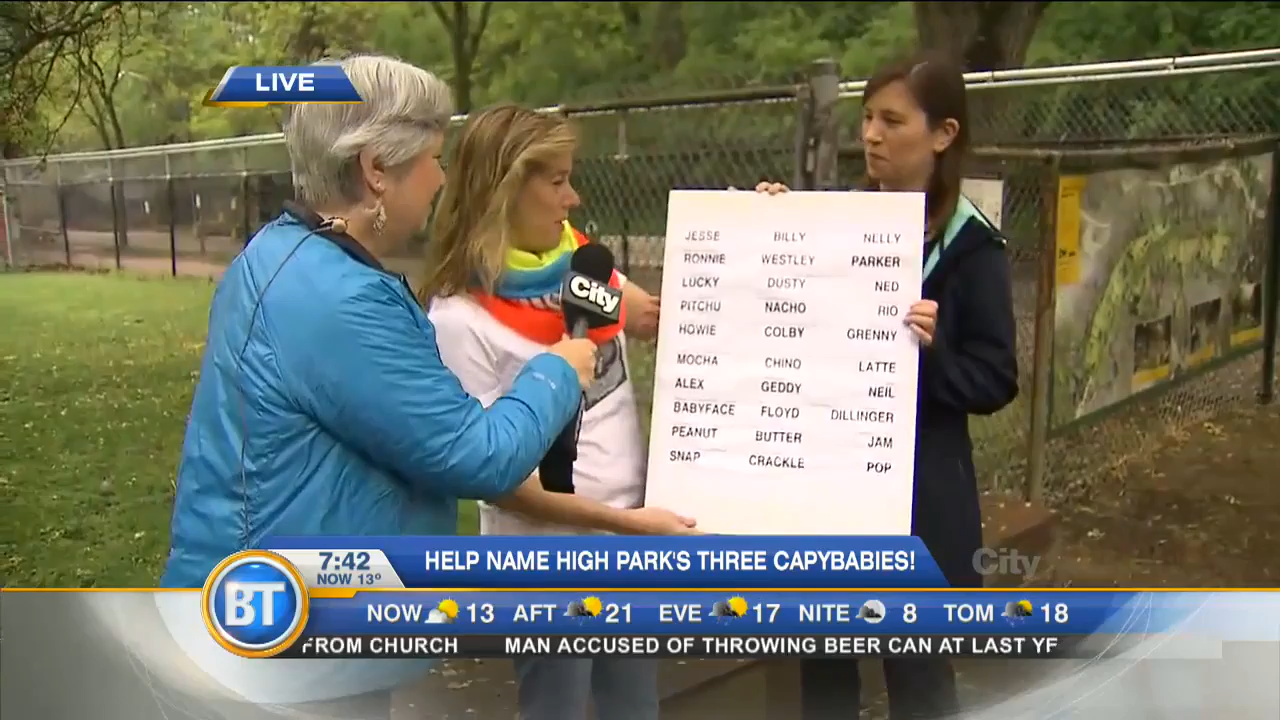 LIVE
City
JESSE BILLY NELLY
RONNIE WESTLEY PARKER
LUCKY DUSTY NED
PITCHU NACHO RIO
HOWIE COLBY GRENNY
MOCHA CHINO LATTE
ALEX GEDDY NEIL
BABYFACE FLOYD DILLINGER
PEANUT BUTTER JAM
SNAP CRACKLE POP
7:42
NOW 13º
HELP NAME HIGH PARK'S THREE CAPYBABIES!
City
BT
NOW 13 AFT 21 EVE 17 NITE 8 TOM 18
FROM CHURCH MAN ACCUSED OF THROWING BEER CAN AT LAST YF